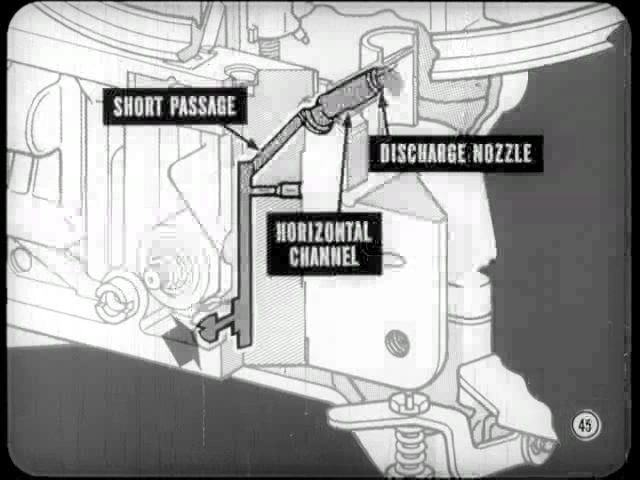 SHORT PASSAGE
DISCHARGE NOZZLE
HORIZONTAL
CHANNEL
45